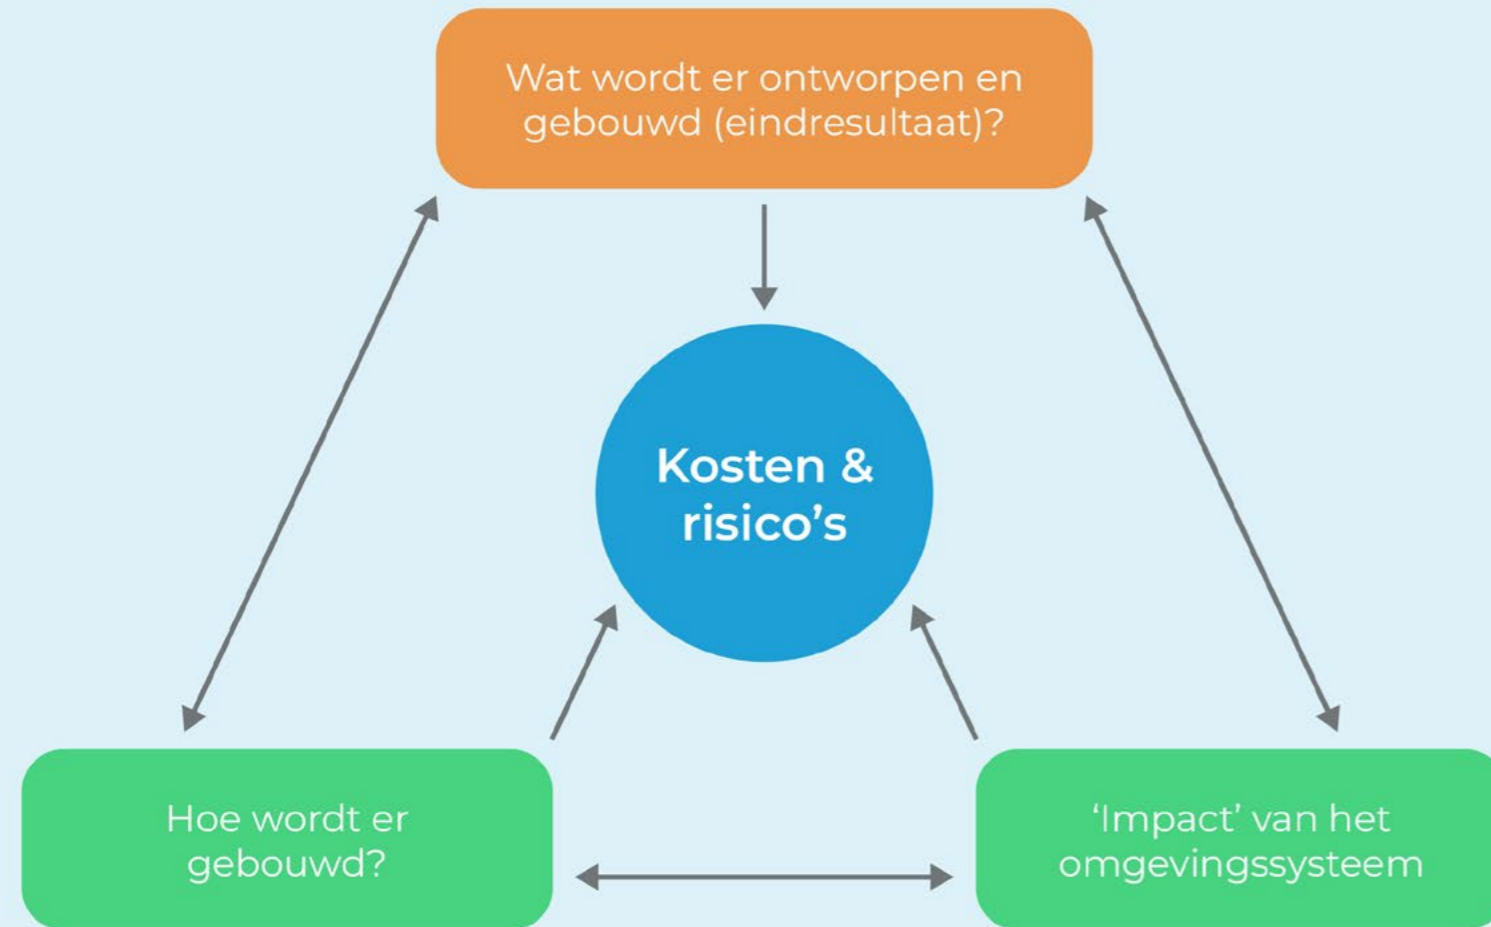 Wat wordt er ontworpen en
gebouwd (eindresultaat)?
Kosten &
risico’s
Hoe wordt er
gebouwd?
‘Impact’ van het
omgevingssysteem